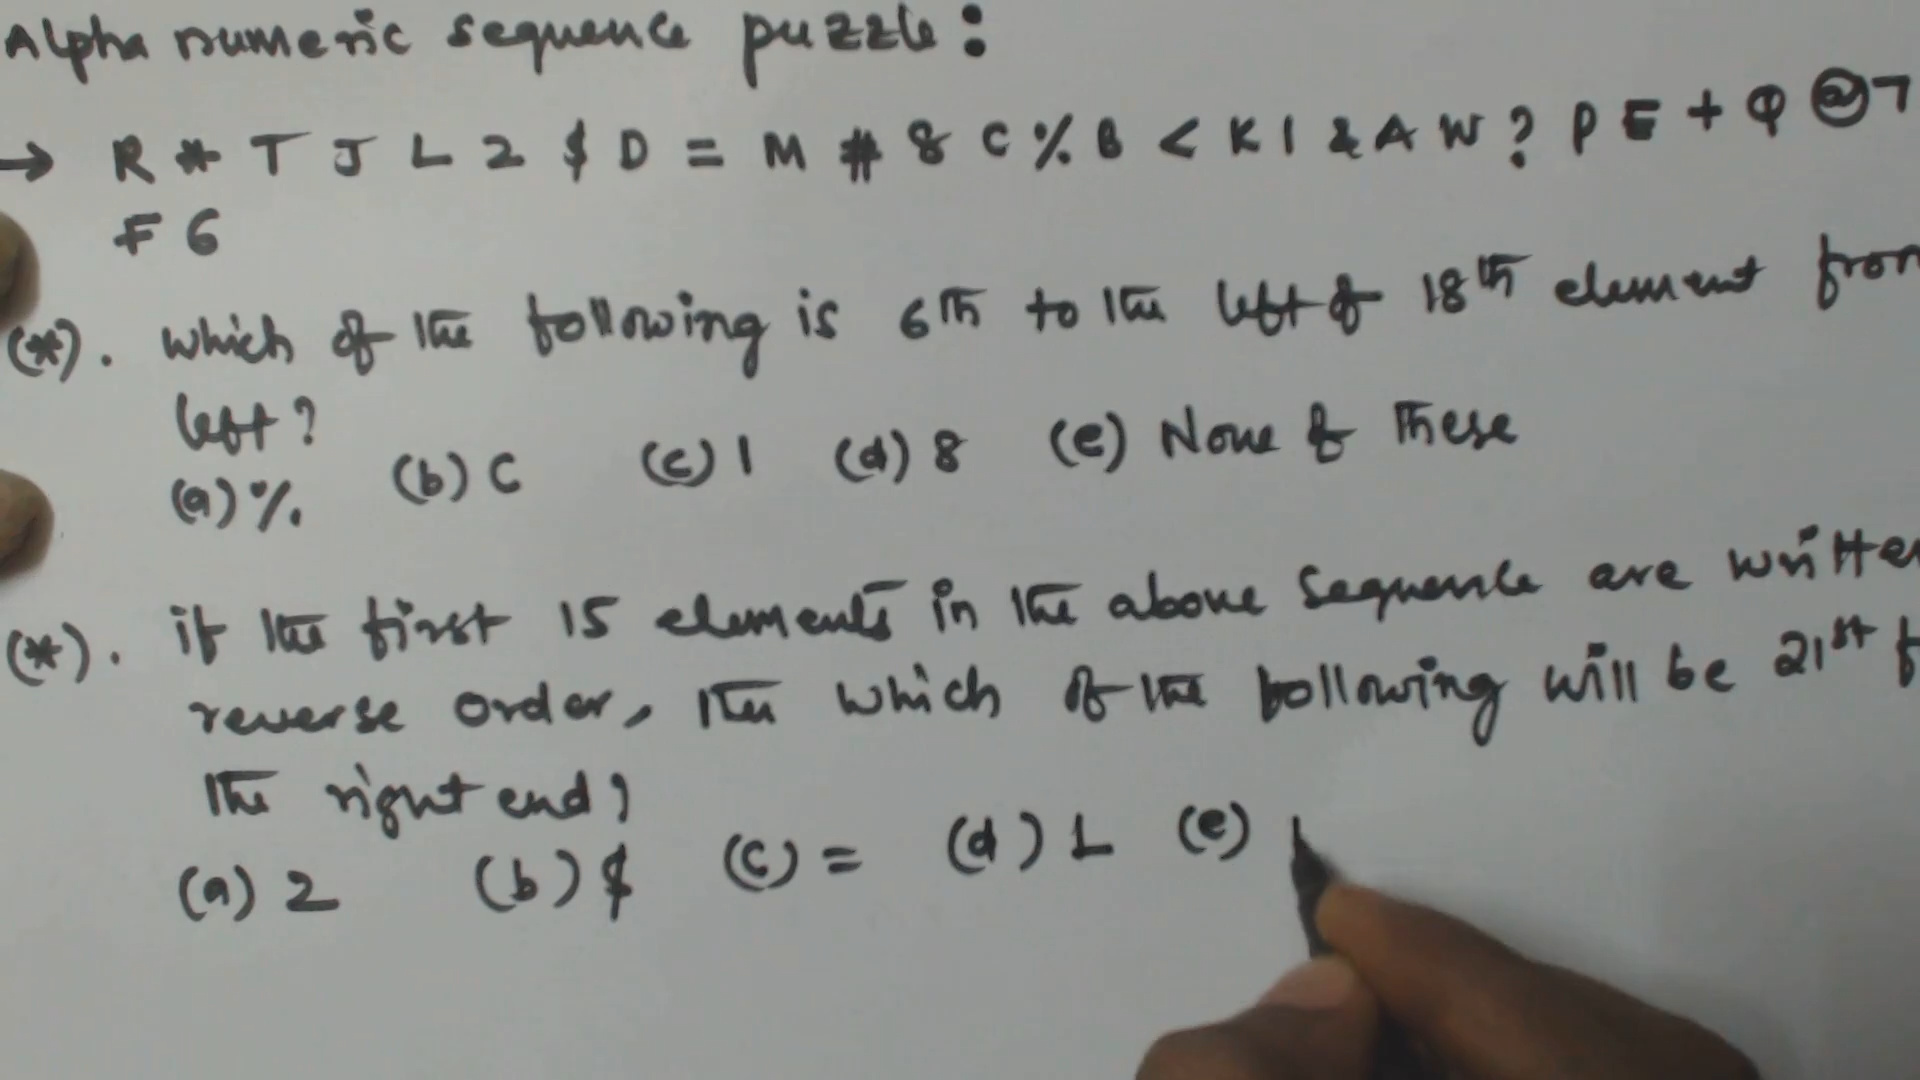 Alpha numeric sequence puzzle:
→ R * T J L 2 $ D = M # 8 C % B < K 1 & A W ? P E + Q @ 7
F 6
(*). Which of the following is 6th to the left of 18th element from
left?
(a) % (b) C (c) 1 (d) 8 (e) None of These
(*). if the first 15 elements in the above sequence are written
reverse order, the which of the following will be 21st f
the right end?
(a) 2 (b) $ (c) = (d) L (e)